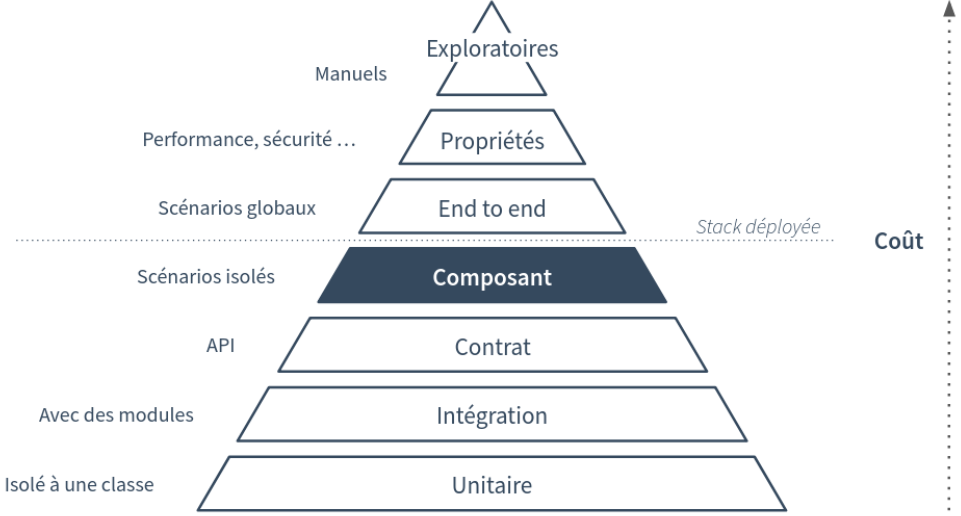 Exploratoires
Manuels
Performance, sécurité …
Propriétés
Scénarios globaux
End to end
Stack déployée
Coût
Scénarios isolés
Composant
API
Contrat
Avec des modules
Intégration
Isolé à une classe
Unitaire